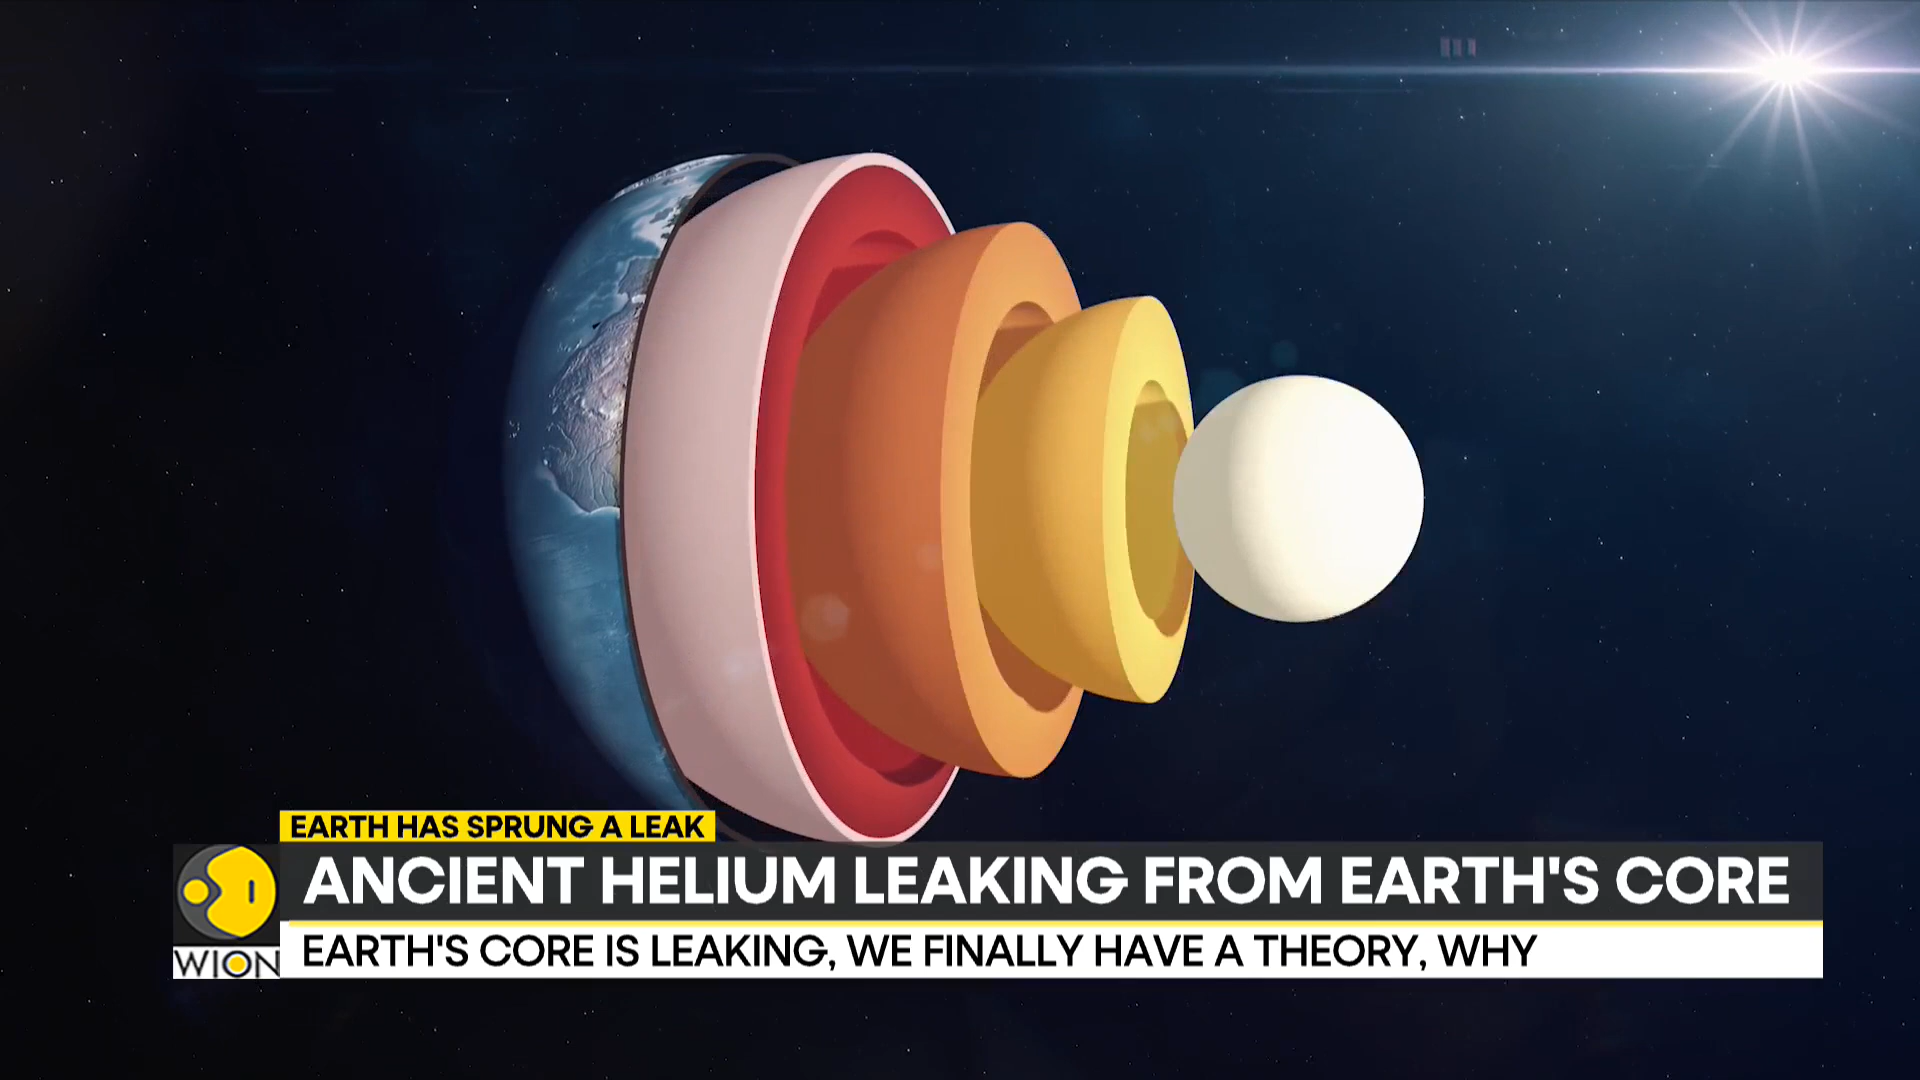 EARTH HAS SPRUNG A LEAK
ANCIENT HELIUM LEAKING FROM EARTH'S CORE
EARTH'S CORE IS LEAKING, WE FINALLY HAVE A THEORY, WHY
WION